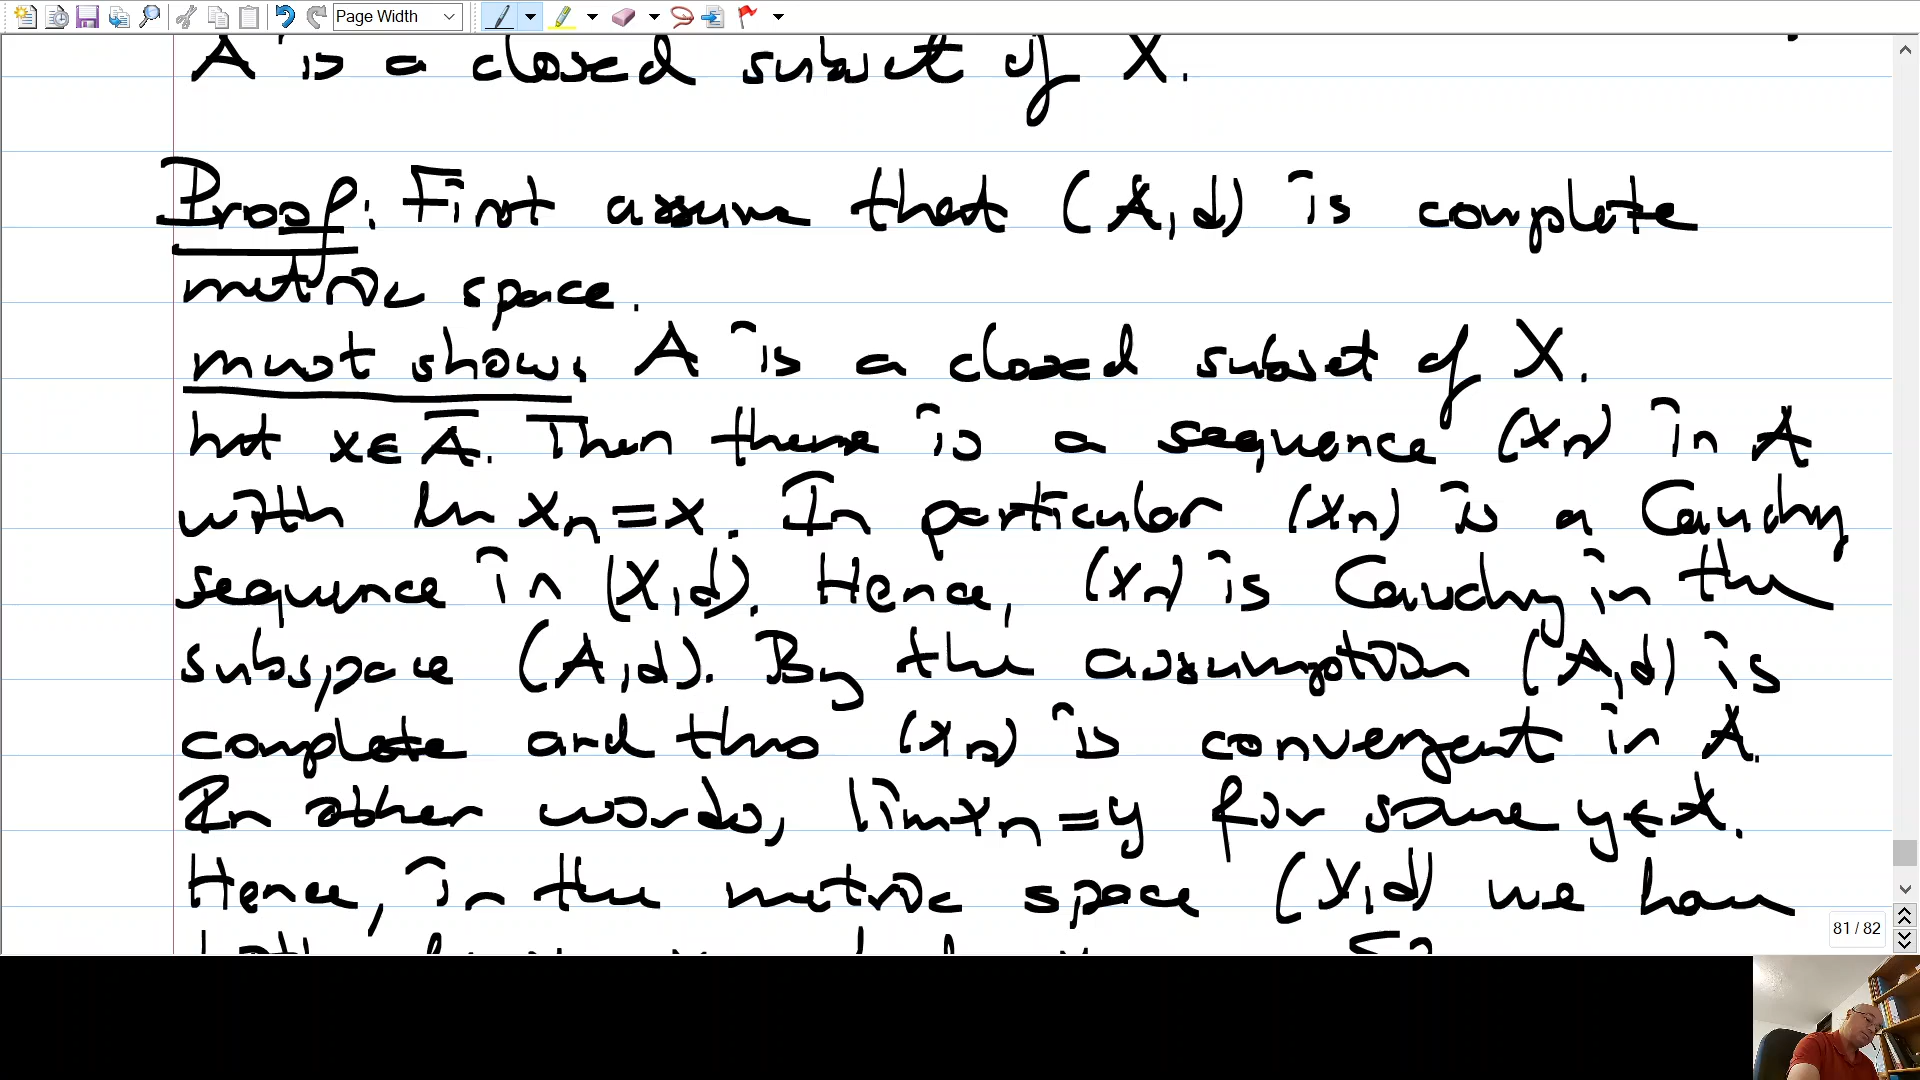 Page Width
A is a closed subset of X.
Proof: First assume that (A,d) is complete
metric space.
must show: A is a closed subset of X.
let x∈A̅. Then there is a sequence (xn) in A
with lim xn=x. In particular (xn) is a Cauchy
sequence in (X,d). Hence, (xn) is Cauchy in the
subspace (A,d). By the assumption (A,d) is
complete and thus (xn) is convergent in A.
In other words, lim xn=y for some y∈A.
Hence, in the metric space (X,d) we have
81 / 82